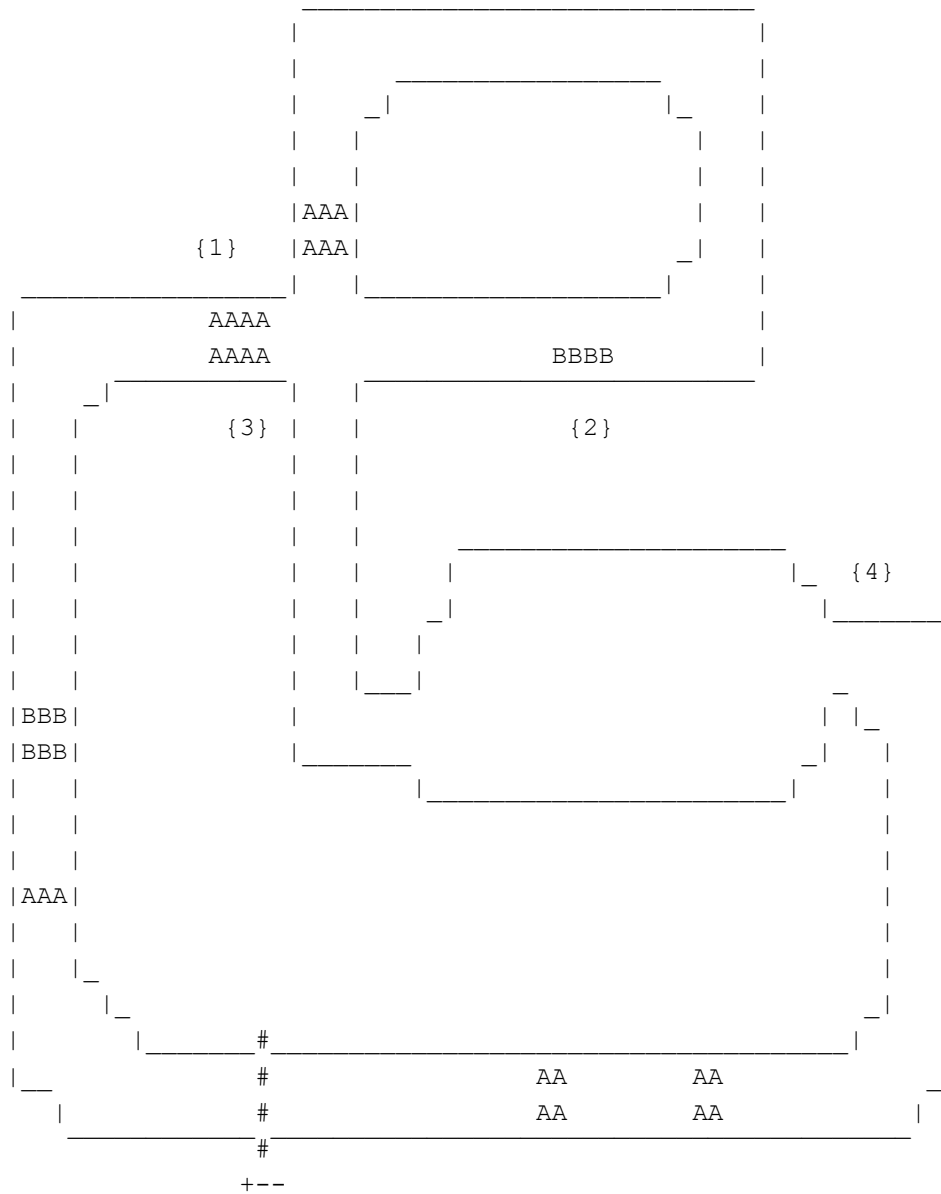 AAA
{1} AAA
AAAA
AAAA BBBB
{3} {2}
{4}
BBB
BBB
AAA
# 
# AA AA
# AA AA
#
+--